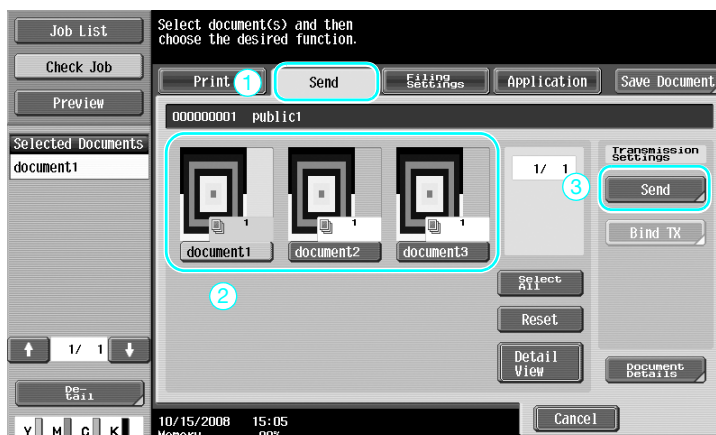 Job List
Check Job
Preview
Selected Documents
document1
1/ 1
De-
tail
Y M C K
Select document(s) and then
choose the desired function.
Print
1
Send
Filing
Settings
Application
Save Document
000000001 public1
1
document1
1
document2
1
document3
2
1/ 1
Select
All
Reset
Detail
View
Transmission
Settings
3
Send
Bind TX
Document
Details
10/15/2008 15:05
Memory 99%
Cancel